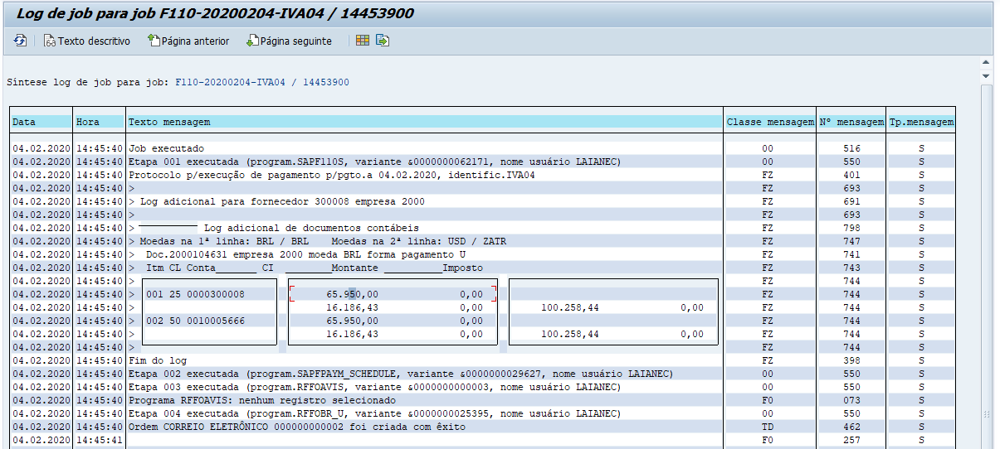 Log de job para job F110-20200204-IVA04 / 14453900
Texto descritivo Página anterior Página seguinte
Síntese log de job para job: F110-20200204-IVA04 / 14453900
Data Hora Texto mensagem Classe mensagem Nº mensagem Tp.mensagem
04.02.2020 14:45:40 Job executado 00 516 S
04.02.2020 14:45:40 Etapa 001 executada (program.SAPF110S, variante &0000000062171, nome usuário LAIANEC) 00 550 S
04.02.2020 14:45:40 Protocolo p/execução de pagamento p/pgto.a 04.02.2020, identific.IVA04 FZ 401 S
04.02.2020 14:45:40 > FZ 693 S
04.02.2020 14:45:40 > Log adicional para fornecedor 300008 empresa 2000 FZ 691 S
04.02.2020 14:45:40 > FZ 693 S
04.02.2020 14:45:40 > Log adicional de documentos contábeis FZ 798 S
04.02.2020 14:45:40 > Moedas na 1ª linha: BRL / BRL Moedas na 2ª linha: USD / ZATR FZ 747 S
04.02.2020 14:45:40 > Doc.2000104631 empresa 2000 moeda BRL forma pagamento U FZ 741 S
04.02.2020 14:45:40 > Itm CL Conta_______ CI ________Montante __________Imposto FZ 743 S
04.02.2020 14:45:40 > FZ 744 S
04.02.2020 14:45:40 > 001 25 0000300008 65.950,00 0,00 FZ 744 S
04.02.2020 14:45:40 > 16.186,43 0,00 100.258,44 0,00 FZ 744 S
04.02.2020 14:45:40 > 002 50 0010005666 65.950,00 0,00 FZ 744 S
04.02.2020 14:45:40 > 16.186,43 0,00 100.258,44 0,00 FZ 744 S
04.02.2020 14:45:40 > FZ 744 S
04.02.2020 14:45:40 Fim do log FZ 398 S
04.02.2020 14:45:40 Etapa 002 executada (program.SAPFPAYM_SCHEDULE, variante &0000000029627, nome usuário LAIANEC) 00 550 S
04.02.2020 14:45:40 Etapa 003 executada (program.RFFOAVIS, variante &0000000000003, nome usuário LAIANEC) 00 550 S
04.02.2020 14:45:40 Programa RFFOAVIS: nenhum registro selecionado F0 073 S
04.02.2020 14:45:40 Etapa 004 executada (program.RFFOBR_U, variante &0000000025395, nome usuário LAIANEC) 00 550 S
04.02.2020 14:45:40 Ordem CORREIO ELETRÔNICO 000000000002 foi criada com êxito TD 462 S
04.02.2020 14:45:41 F0 257 S